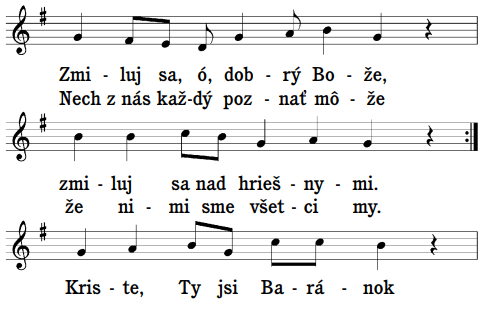 Zmi - luj sa, ó, dob - rý Bo - že,
Nech z nás kaž - dý poz - nať mô - že
zmi - luj sa nad hrieš - ny - mi.
že ni - mi sme všet - ci my.
Kris - te, Ty jsi Ba - rá - nok